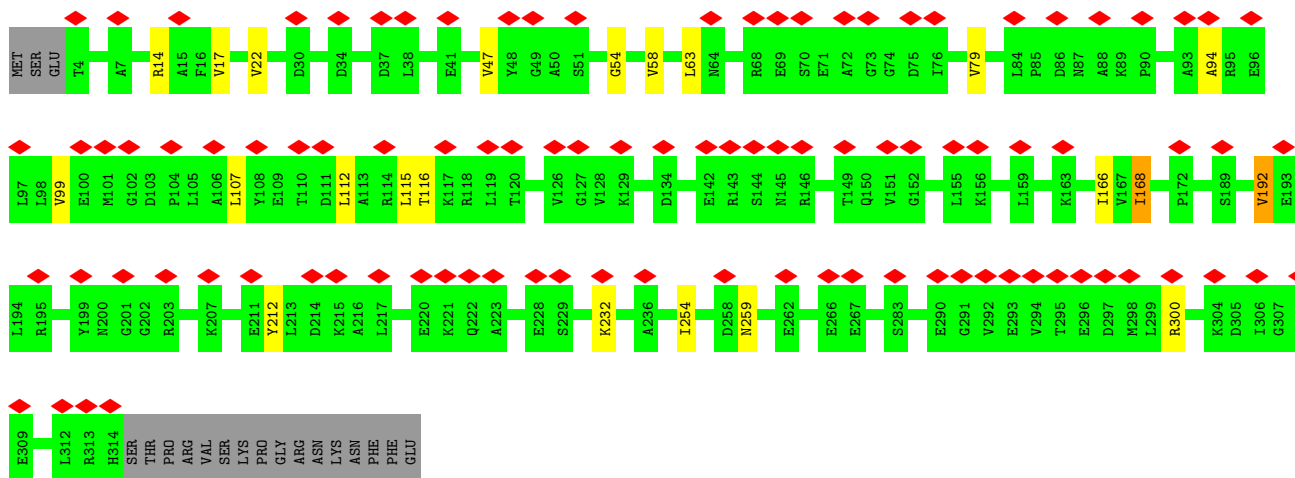 MET SER GLU T4 A7 R14 A15 F16 V17 V22 D30 D34 D37 L38 E41 V47 Y48 G49 A50 S51 G54 V58 L63 N64 R68 E69 S70 E71 A72 G73 G74 D75 I76 V79 L84 P85 D86 N87 A88 K89 P90 A93 A94 R95 E96
L97 L98 V99 E100 M101 G102 D103 P104 L105 A106 L107 Y108 E109 T110 D111 L112 A113 R114 L115 T116 K117 R118 L119 T120 V126 G127 V128 K129 D134 E142 R143 S144 N145 R146 T149 Q150 V151 G152 L155 K156 L159 K163 I166 V167 I168 P172 S189 V192 E193
L194 R195 Y199 N200 G201 G202 R203 K207 E211 Y212 L213 D214 K215 A216 L217 E220 K221 Q222 A223 E228 S229 K232 A236 I254 D258 N259 E262 E266 E267 S283 E290 G291 V292 E293 V294 T295 E296 D297 M298 L299 R300 K304 D305 I306 G307
E309 L312 R313 H314 SER THR PRO ARG VAL SER LYS PRO GLY ARG ASN LYS ASN PHE PHE GLU